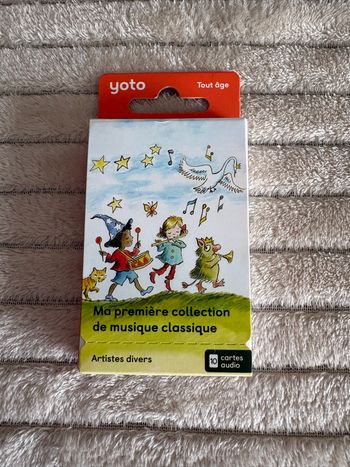 yoto
Tout âge
Ma première collection
de musique classique
Artistes divers
10 cartes
audio